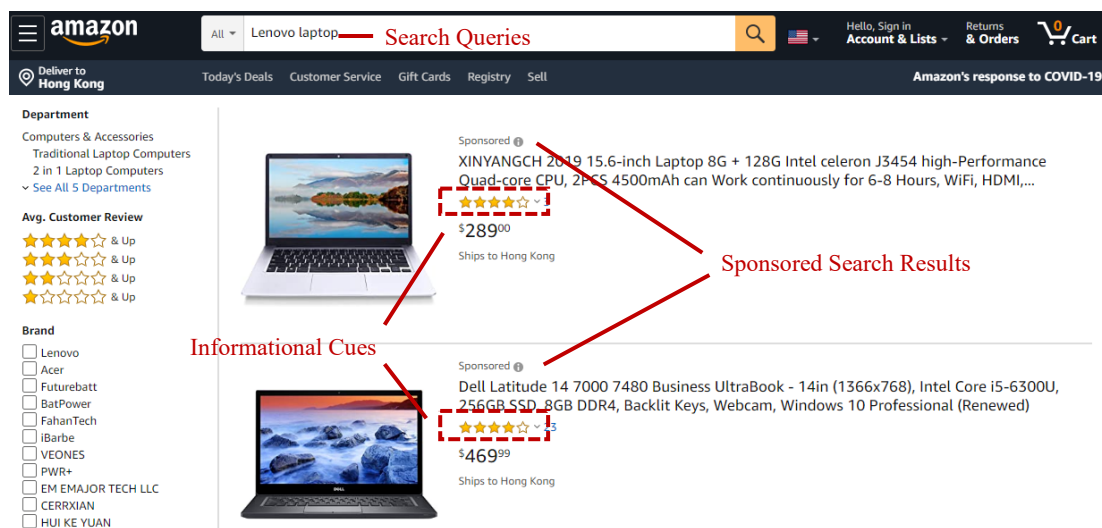 amazon
All
Lenovo laptop
Search Queries
Hello, Sign in
Account & Lists
Returns
& Orders
0
Cart
Deliver to
Hong Kong
Today's Deals Customer Service Gift Cards Registry Sell
Amazon's response to COVID-19
Department
Computers & Accessories
Traditional Laptop Computers
2 in 1 Laptop Computers
See All 5 Departments
Avg. Customer Review
& Up
& Up
& Up
& Up
Brand
Lenovo
Acer
Futurebatt
BatPower
FahanTech
iBarbe
VEONES
PWR+
EM EMAJOR TECH LLC
CERRXIAN
HUI KE YUAN
Sponsored
XINYANGCH 2019 15.6-inch Laptop 8G + 128G Intel celeron J3454 high-Performance
Quad-core CPU, 2PCS 4500mAh can Work continuously for 6-8 Hours, WiFi, HDMI,...
$28900
Ships to Hong Kong
Sponsored Search Results
Informational Cues
Sponsored
Dell Latitude 14 7000 7480 Business UltraBook - 14in (1366x768), Intel Core i5-6300U,
256GB SSD, 8GB DDR4, Backlit Keys, Webcam, Windows 10 Professional (Renewed)
$46999
Ships to Hong Kong
DELL